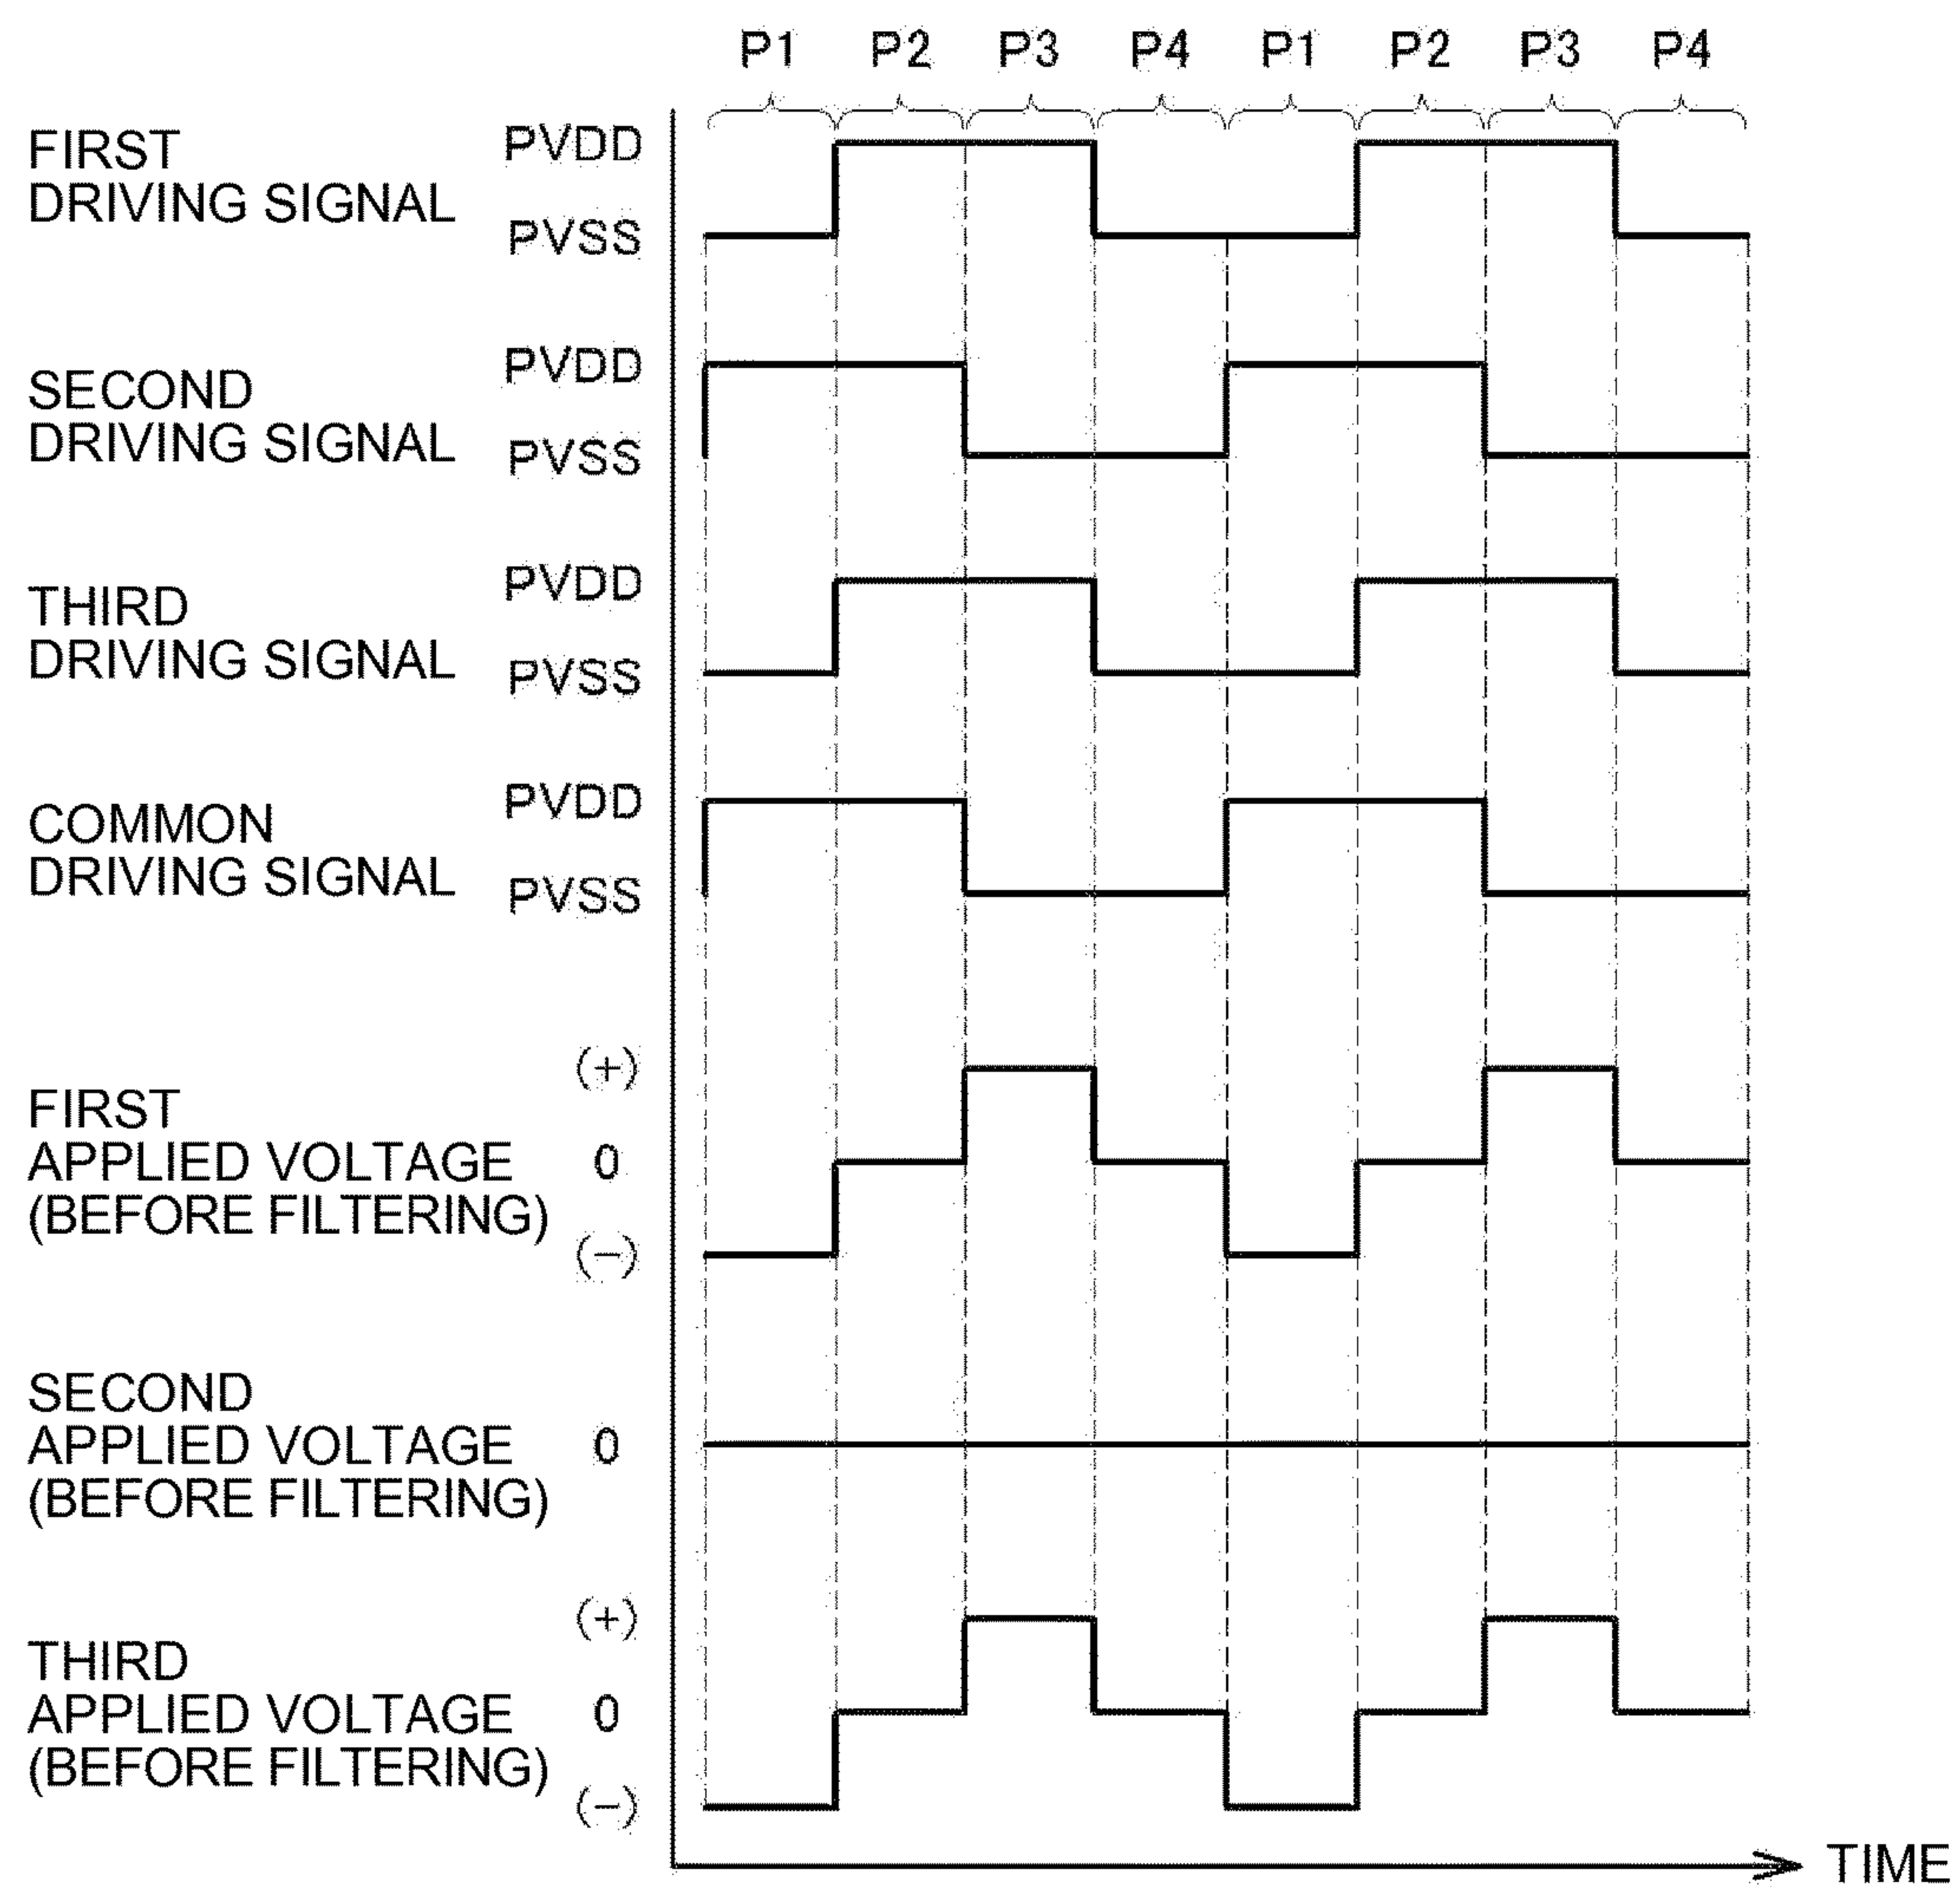 P1 P2 P3 P4 P1 P2 P3 P4
FIRST
DRIVING SIGNAL
PVDD
PVSS
SECOND
DRIVING SIGNAL
PVDD
PVSS
THIRD
DRIVING SIGNAL
PVDD
PVSS
COMMON
DRIVING SIGNAL
PVDD
PVSS
FIRST
APPLIED VOLTAGE
(BEFORE FILTERING)
(+)
0
(−)
SECOND
APPLIED VOLTAGE
(BEFORE FILTERING)
0
THIRD
APPLIED VOLTAGE
(BEFORE FILTERING)
(+)
0
(−)
TIME